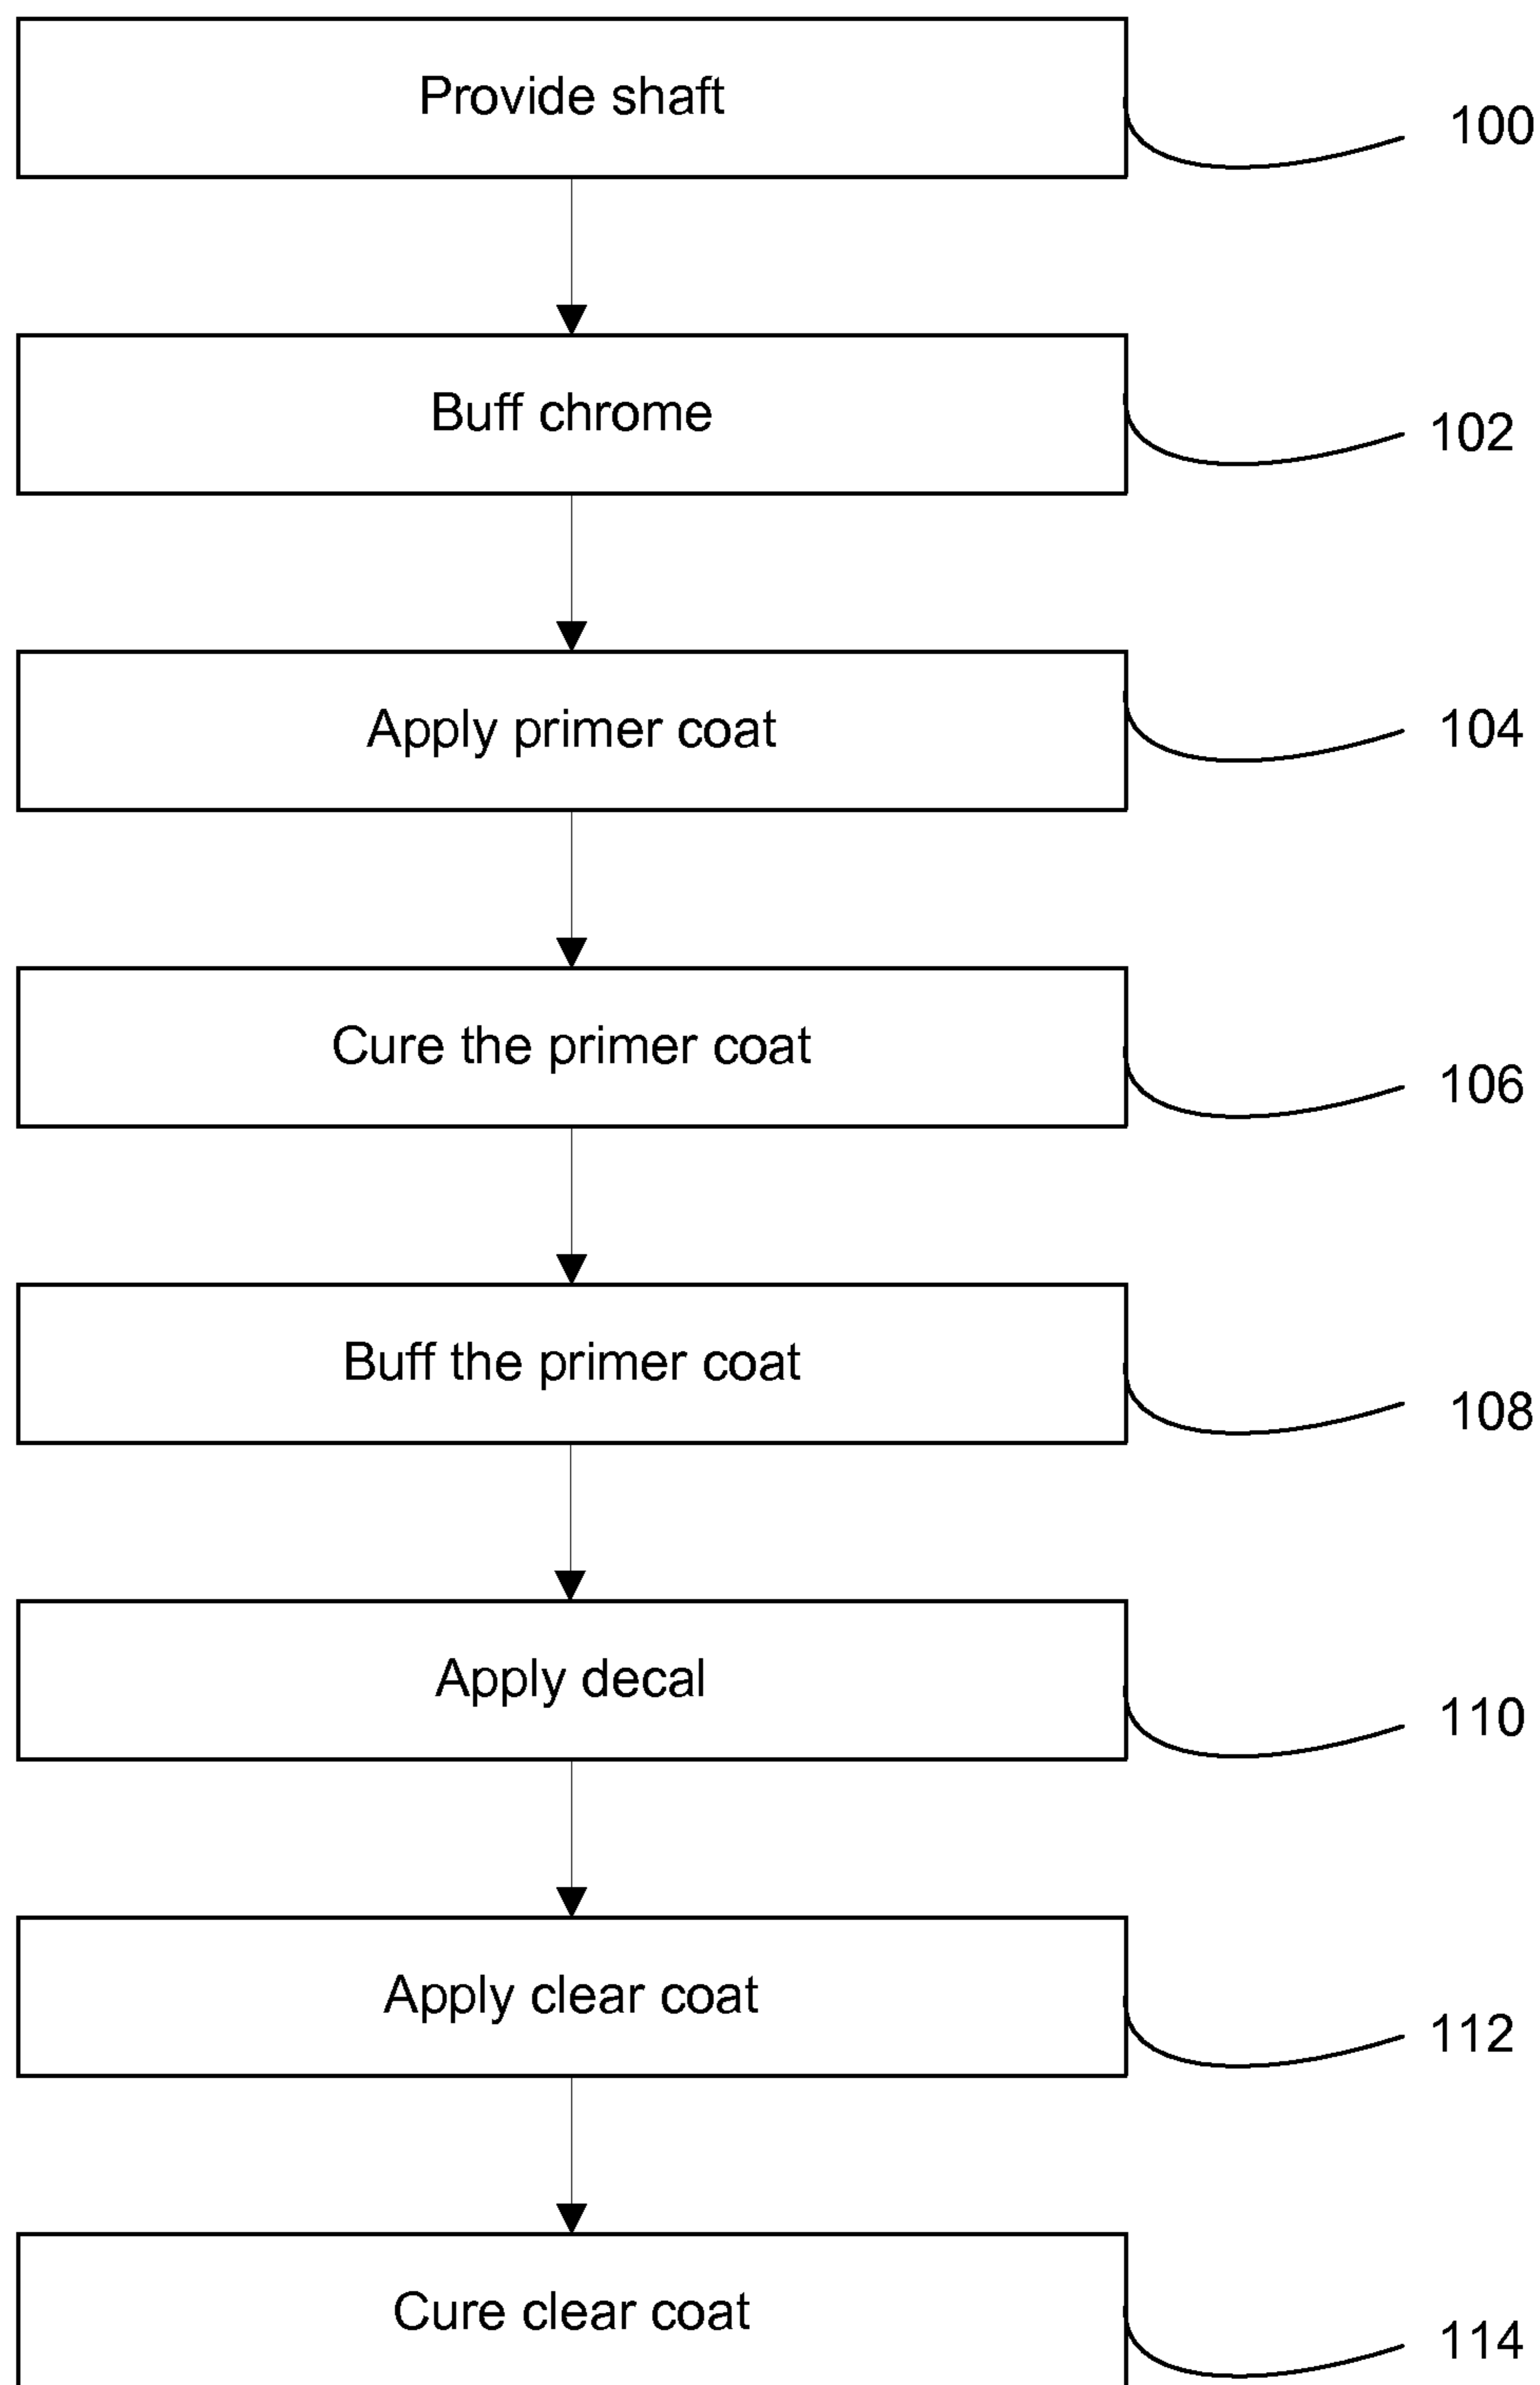 Provide shaft
100
Buff chrome
102
Apply primer coat
104
Cure the primer coat
106
Buff the primer coat
108
Apply decal
110
Apply clear coat
112
Cure clear coat
114